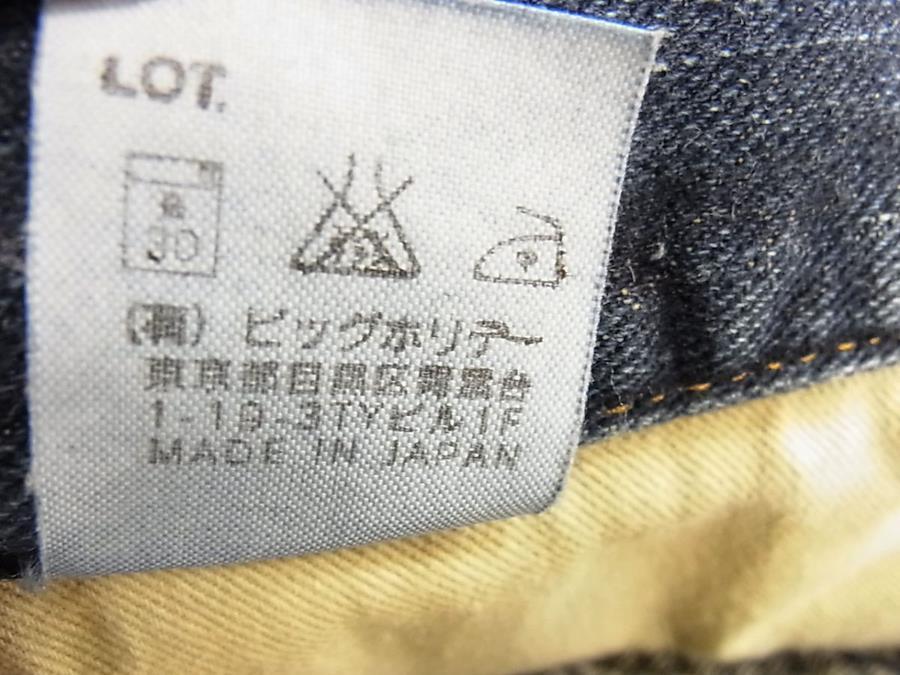 LOT.
(有) ビッグホリデー
東京都目黒区青葉台
1-19-3TYビル1F
MADE IN JAPAN